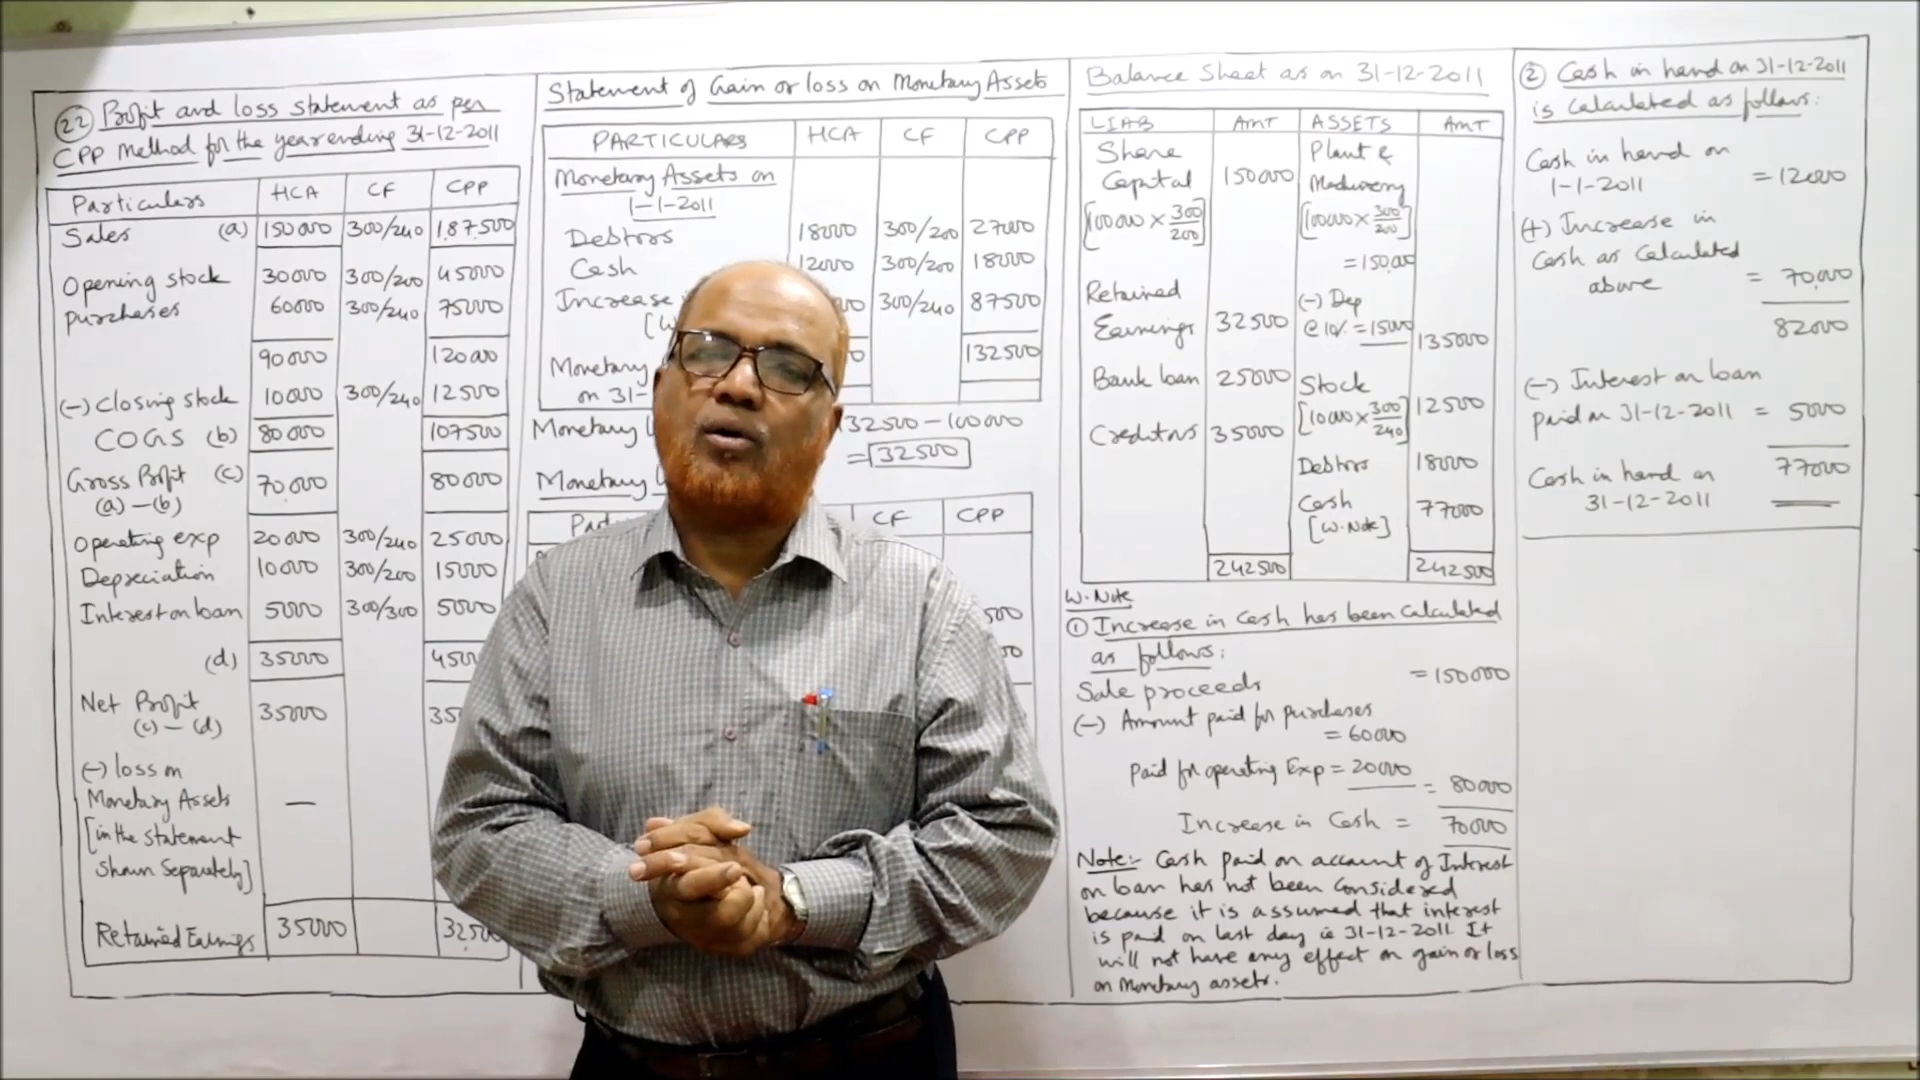 (22) Profit and loss statement as per
CPP Method for the year ending 31-12-2011
Particulars HCA CF CPP
Sales (a) 150000 300/240 1,87,500
Opening stock 30000 300/200 45000
Purchases 60000 300/240 75000
90000 120000
(-) Closing stock 10000 300/240 12500
COGS (b) 80000 107500
Gross Profit (c) 70,000 80000
(a) - (b)
Operating exp 20000 300/240 25000
Depreciation 10000 300/200 15000
Interest on loan 5000 300/300 5000
(d) 35000
Net Profit 35000
(c) - (d)
(-) loss on
Monetary Assets —
[in the statement
shown separately]
Retained Earnings 35000
Statement of Gain or loss on Monetary Assets
PARTICULARS HCA CF CPP
Monetary Assets on
1-1-2011
Debtors 18000 300/200 27000
Cash 12000 300/200 18000
Increase 300/240 87500
Monetary 132500
on 31-
Monetary 32500 - 100000
= 32500
Monetary
CF CPP
Balance Sheet as on 31-12-2011
LIAB AMT ASSETS AMT
Share Plant &
Capital 150000 Machinery
[100000 × 300/200] [100000 × 300/200]
= 150,000
Retained (-) Dep
Earnings 32500 @ 10% = 15000 135000
Bank loan 25000 Stock
[10000 × 300/240] 12500
Creditors 35000
Debtors 18000
Cash 77000
[W.Note]
242500 242500
W.Note
① Increase in Cash has been Calculated
as follows:
Sale proceeds = 150000
(-) Amount paid for purchases
= 60000
Paid for operating Exp = 20000 = 80000
Increase in Cash = 70000
Note:- Cash paid on account of Interest
on loan has not been Considered
because it is assumed that interest
is paid on last day ie 31-12-2011. It
will not have any effect on gain or loss
on Monetary assets.
② Cash in hand on 31-12-2011
is calculated as follows:
Cash in hand on
1-1-2011 = 12000
(+) Increase in
Cash as Calculated
above = 70,000
82000
(-) Interest on loan
paid on 31-12-2011 = 5000
Cash in hand on 77000
31-12-2011